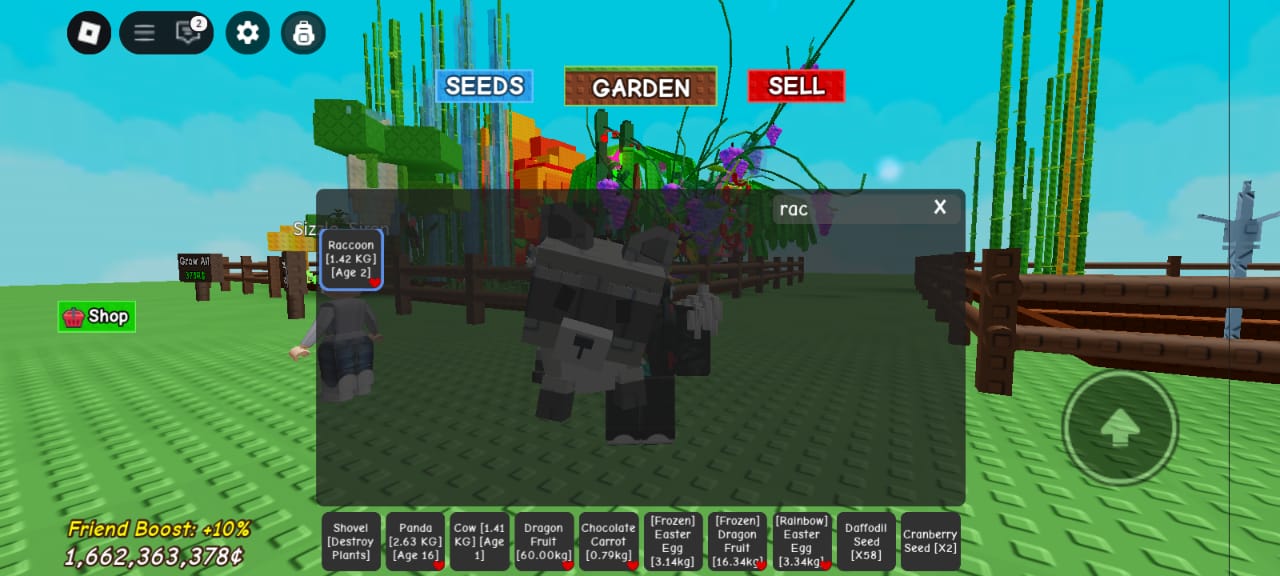 2
SEEDS
GARDEN
SELL
rac
X
Raccoon
[1.42 KG]
[Age 2]
Grow All
Shop
Friend Boost: +10%
1,662,363,378¢
Shovel
[Destroy
Plants]
Panda
[2.63 KG]
[Age 16]
Cow [1.41
KG] [Age
1]
Dragon
Fruit
[60.00kg]
Chocolate
Carrot
[0.79kg]
[Frozen]
Easter
Egg
[3.14kg]
[Frozen]
Dragon
Fruit
[16.34kg]
[Rainbow]
Easter
Egg
[3.34kg]
Daffodil
Seed
[X58]
Cranberry
Seed [X2]